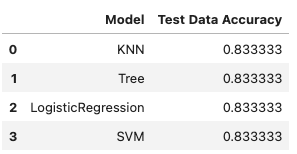 Model Test Data Accuracy
0 KNN 0.833333
1 Tree 0.833333
2 LogisticRegression 0.833333
3 SVM 0.833333